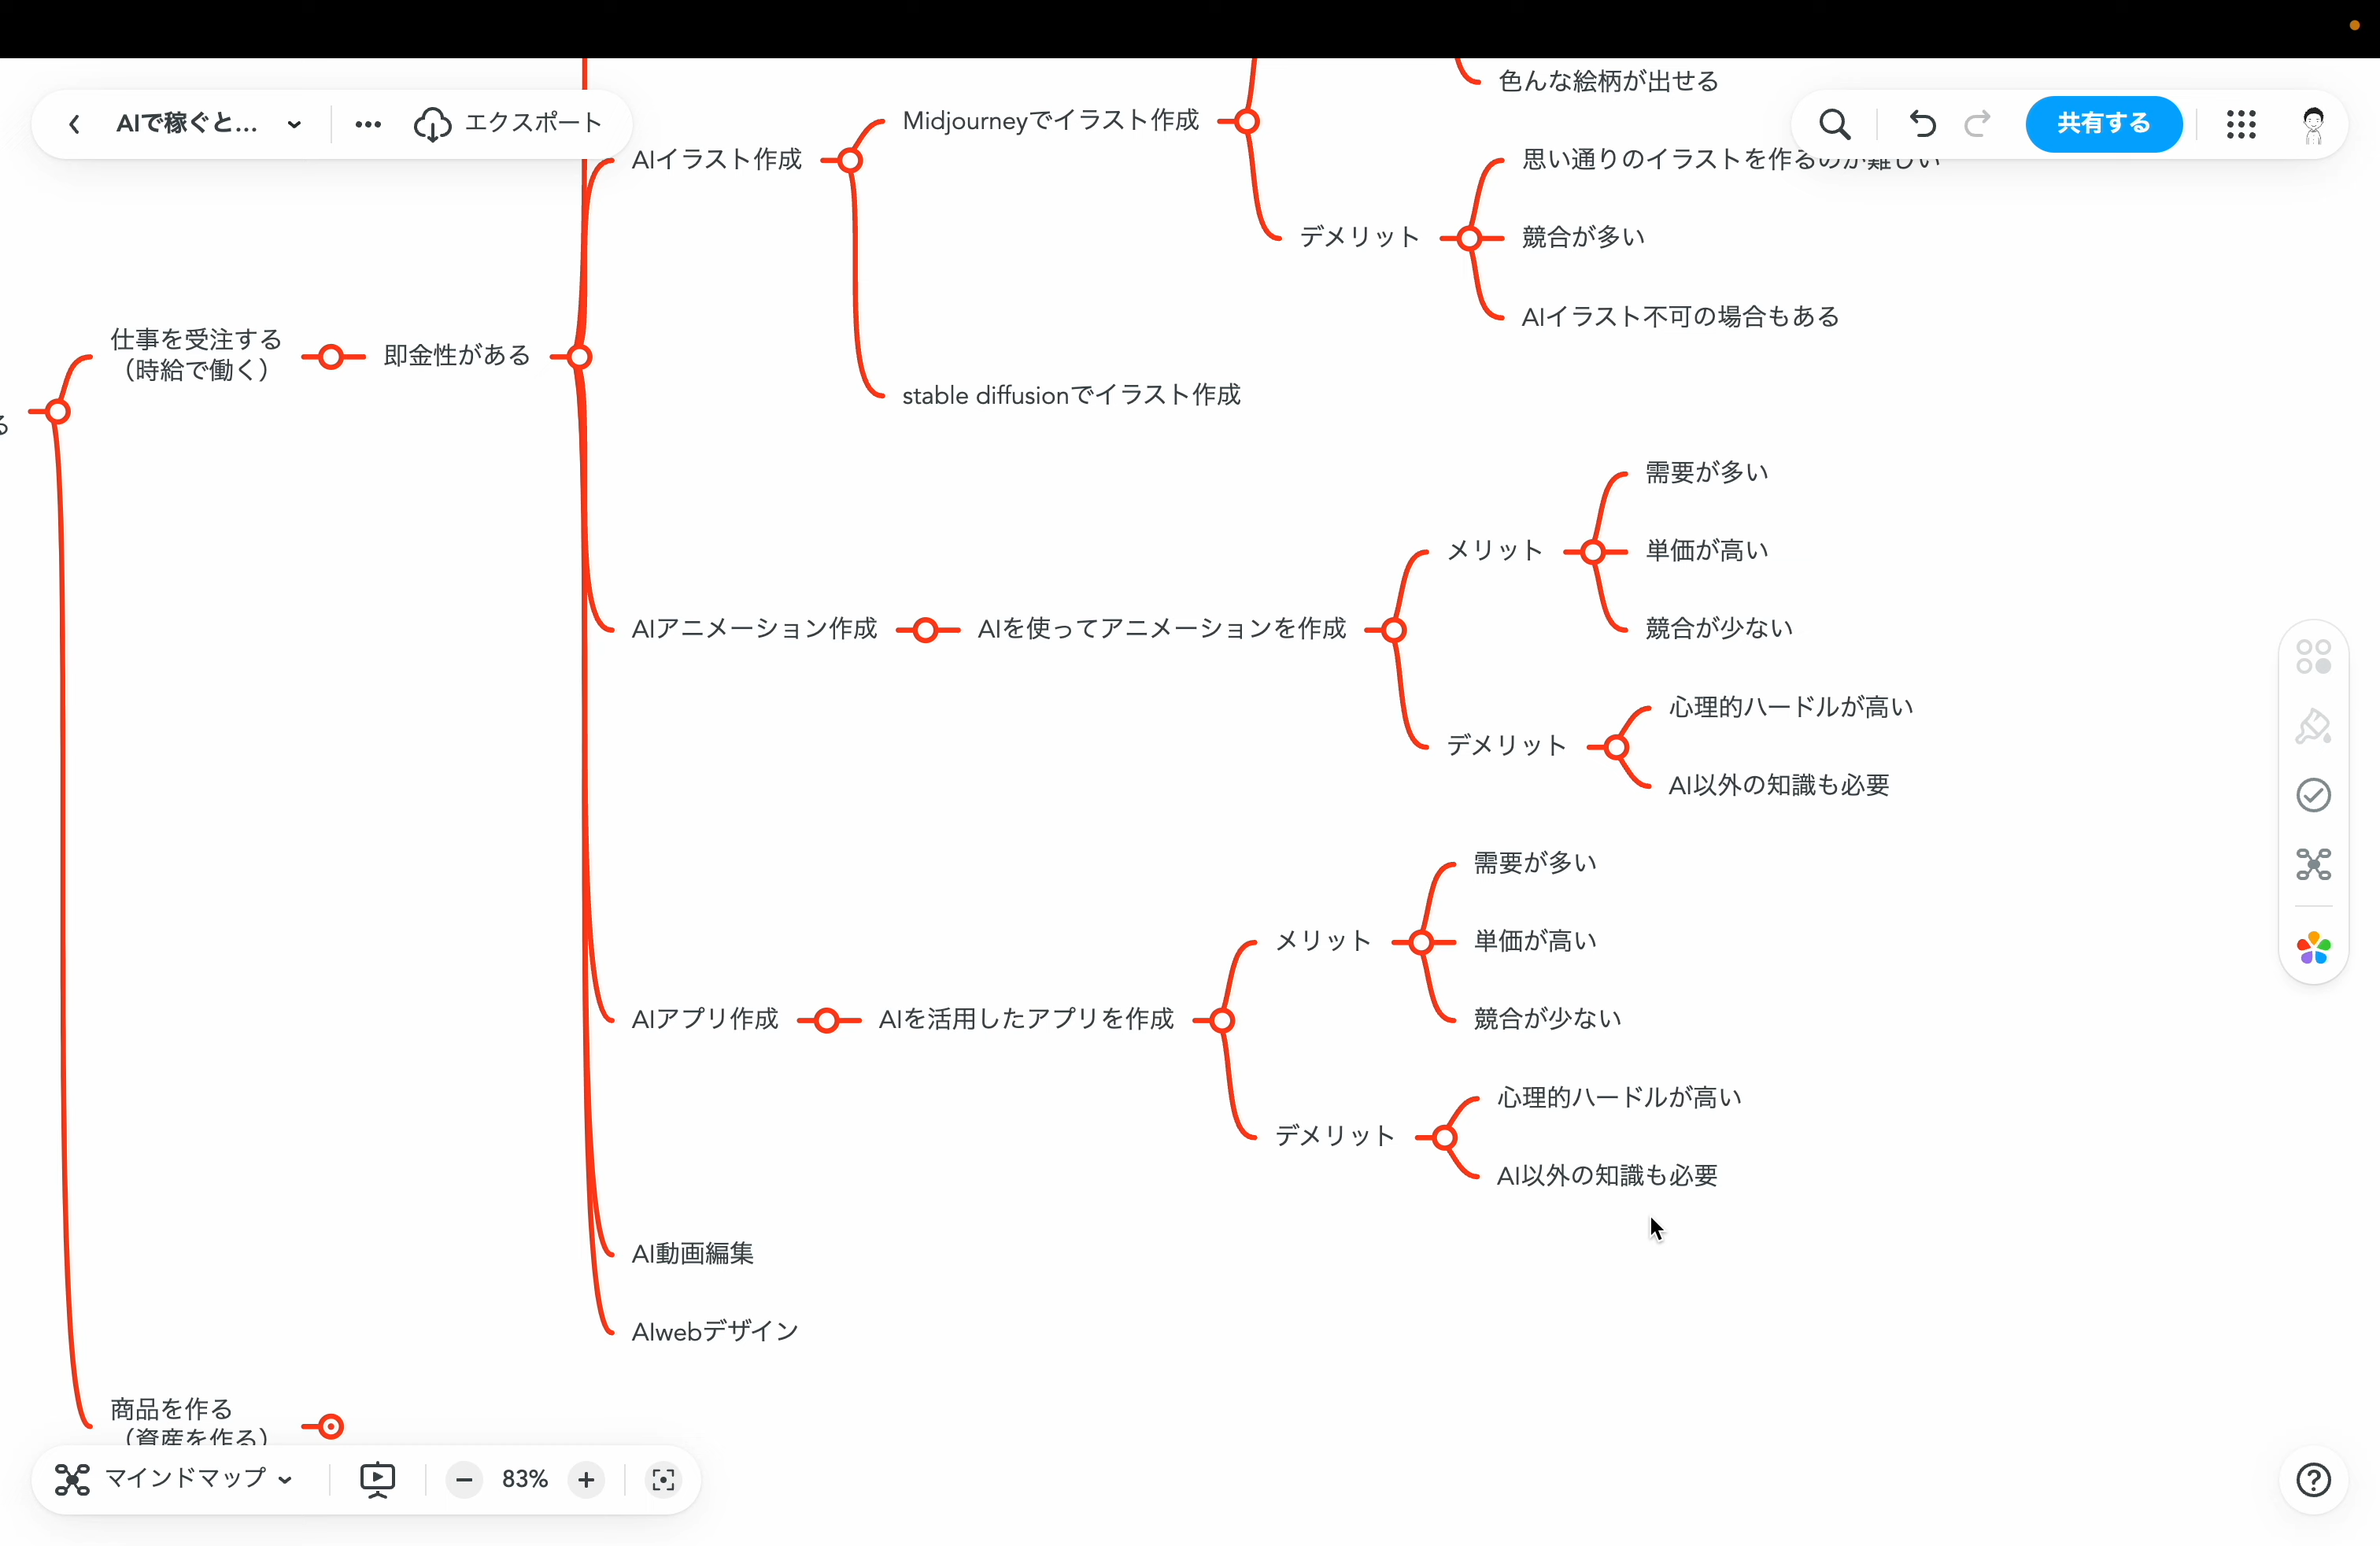 色んな絵柄が出せる
AIで稼ぐと...
エクスポート
共有する
Midjourneyでイラスト作成
AIイラスト作成
思い通りのイラストを作るのが難しい
デメリット
競合が多い
AIイラスト不可の場合もある
仕事を受注する
（時給で働く）
即金性がある
stable diffusionでイラスト作成
る
需要が多い
メリット
単価が高い
AIアニメーション作成
AIを使ってアニメーションを作成
競合が少ない
心理的ハードルが高い
デメリット
AI以外の知識も必要
需要が多い
メリット
単価が高い
AIアプリ作成
AIを活用したアプリを作成
競合が少ない
心理的ハードルが高い
デメリット
AI以外の知識も必要
AI動画編集
AIwebデザイン
商品を作る
（資産を作る）
マインドマップ
83%